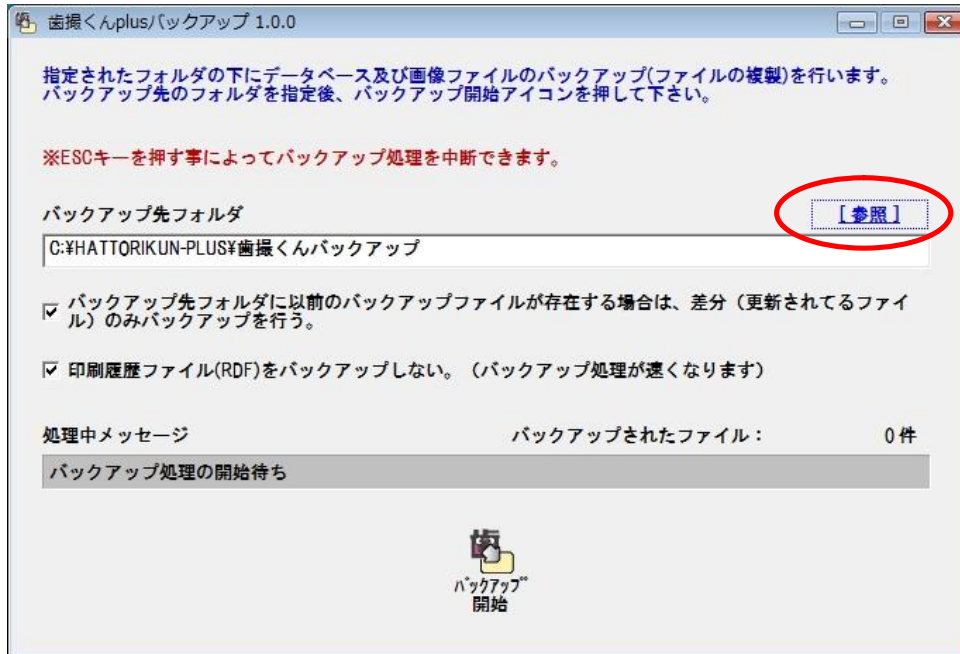 歯撮くんplusバックアップ 1.0.0
指定されたフォルダの下にデータベース及び画像ファイルのバックアップ(ファイルの複製)を行います。
バックアップ先のフォルダを指定後、バックアップ開始アイコンを押して下さい。
※ESCキーを押す事によってバックアップ処理を中断できます。
バックアップ先フォルダ [参照]
C:¥HATTORIKUN-PLUS¥歯撮くんバックアップ
バックアップ先フォルダに以前のバックアップファイルが存在する場合は、差分（更新されてるファイ
ル）のみバックアップを行う。
印刷履歴ファイル(RDF)をバックアップしない。（バックアップ処理が速くなります）
処理中メッセージ バックアップされたファイル： 0件
バックアップ処理の開始待ち
歯
ﾊﾞｯｸｱｯﾌﾟ
開始